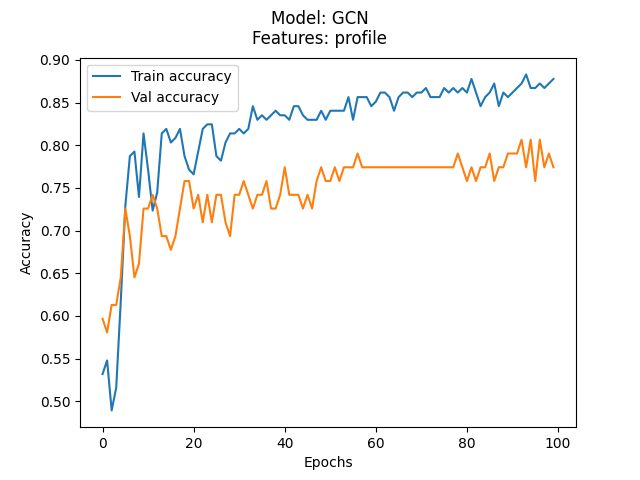 Model: GCN
Features: profile
Train accuracy
Val accuracy
0.90
0.85
0.80
0.75
0.70
0.65
0.60
0.55
0.50
Accuracy
0 20 40 60 80 100
Epochs